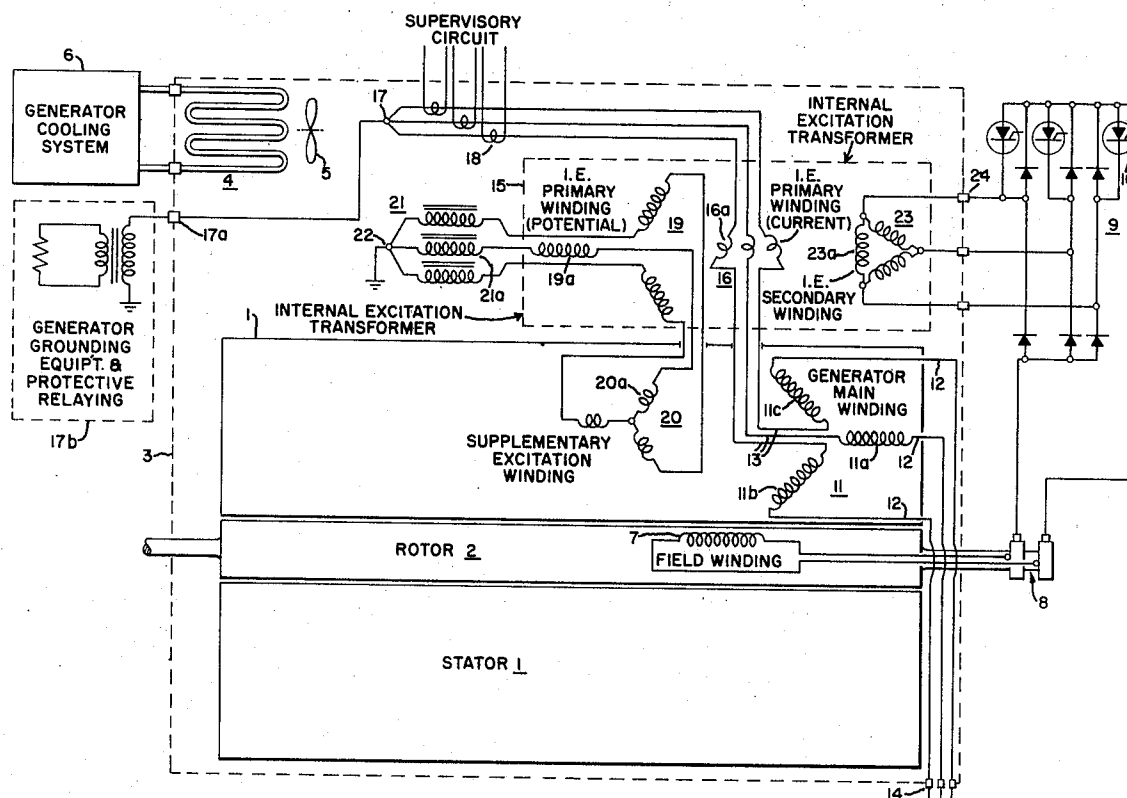 SUPERVISORY
CIRCUIT
6
GENERATOR
COOLING
SYSTEM
4
5
17
18
INTERNAL
EXCITATION
TRANSFORMER
15
I.E.
PRIMARY
WINDING
(POTENTIAL)
19
16a
I.E.
PRIMARY
WINDING
(CURRENT)
16
24
23
23a
I.E.
SECONDARY
WINDING
9
17a
21
22
21a
19a
INTERNAL EXCITATION
TRANSFORMER
GENERATOR
GROUNDING
EQUIPT. &
PROTECTIVE
RELAYING
17b
1
3
20a
20
SUPPLEMENTARY
EXCITATION
WINDING
GENERATOR
MAIN
WINDING
11c
12
13
11a
12
11b
11
12
ROTOR 2
7
FIELD WINDING
8
STATOR 1
14